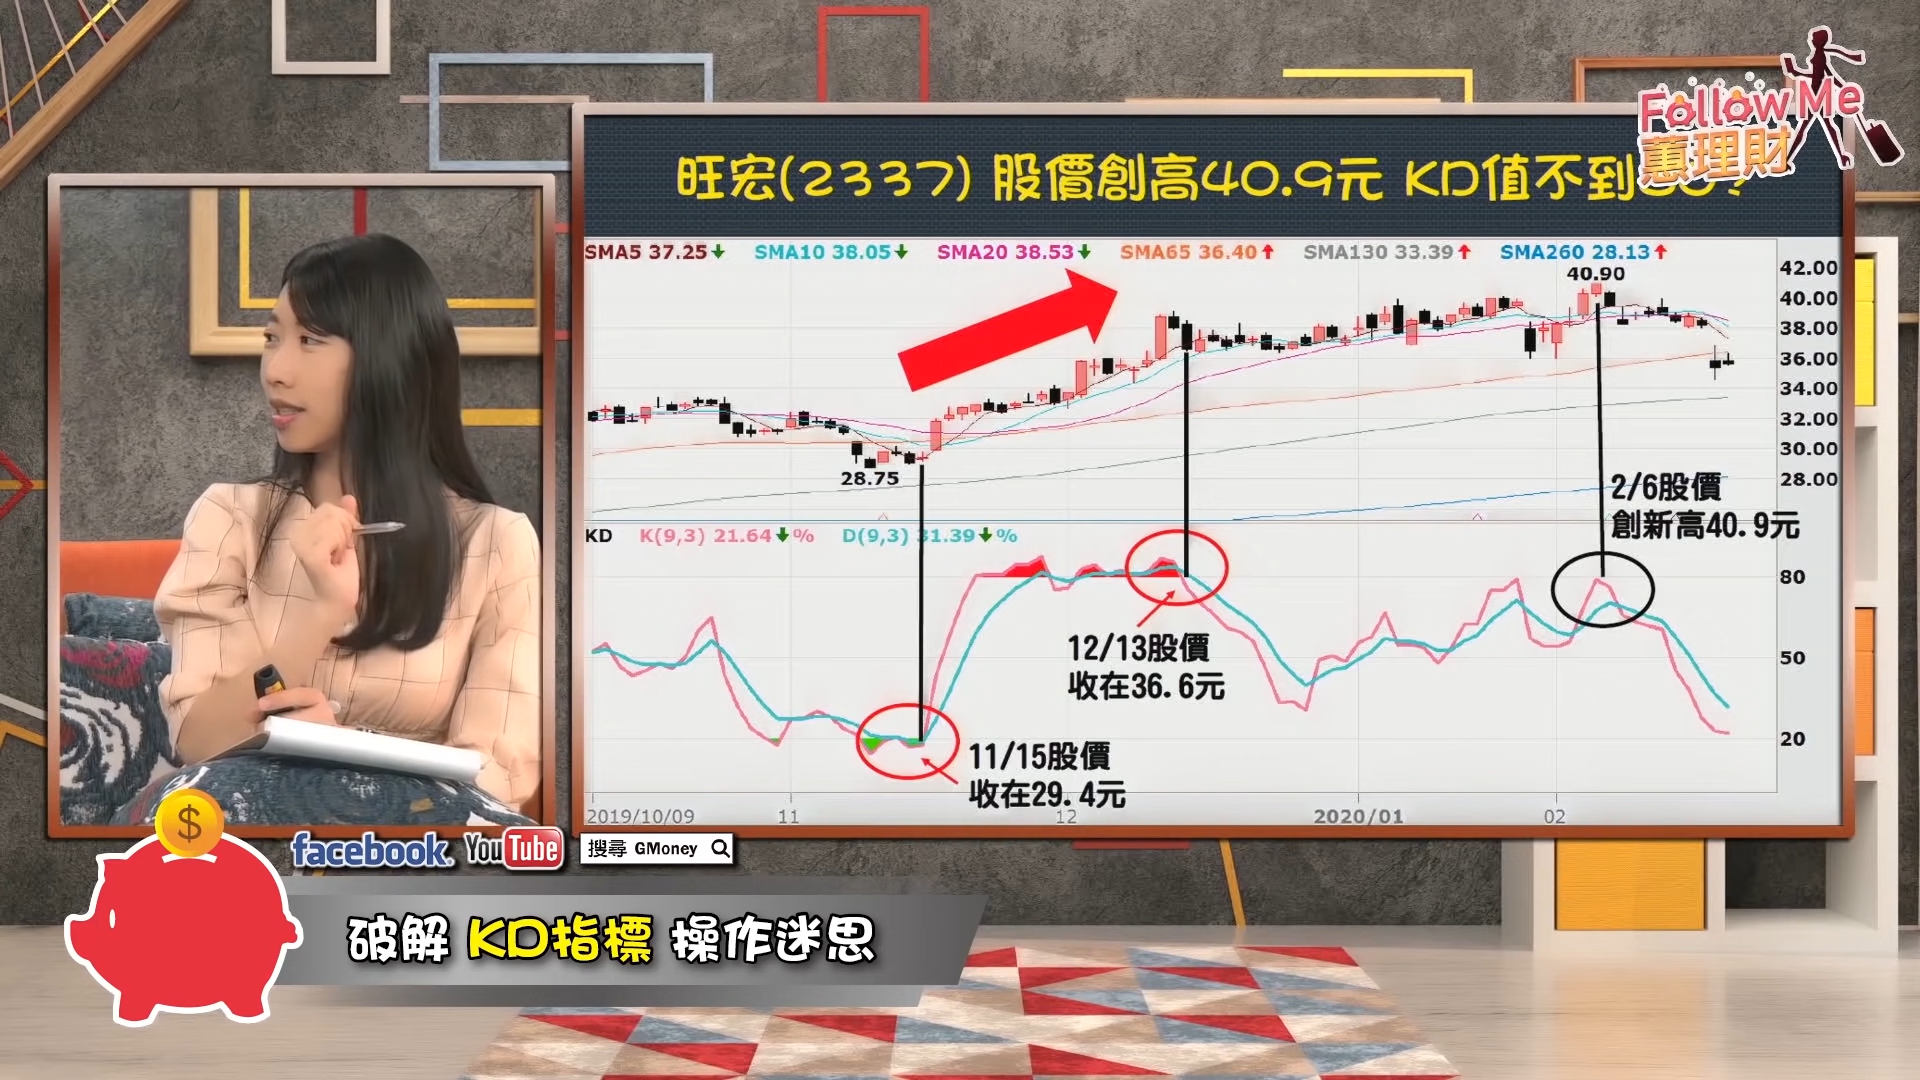 FollowMe
蕙理財
旺宏(2337) 股價創高40.9元 KD值不到
SMA5 37.25 SMA10 38.05 SMA20 38.53 SMA65 36.40 SMA130 33.39 SMA260 28.13
40.90
42.00
40.00
38.00
36.00
34.00
32.00
30.00
28.00
28.75
2/6股價
創新高40.9元
KD K(9,3) 21.64 % D(9,3) 31.39 %
80
50
20
12/13股價
收在36.6元
11/15股價
收在29.4元
2019/10/09 11 12 2020/01 02
facebook. YouTube 搜尋 GMoney
$
破解 KD指標 操作迷思